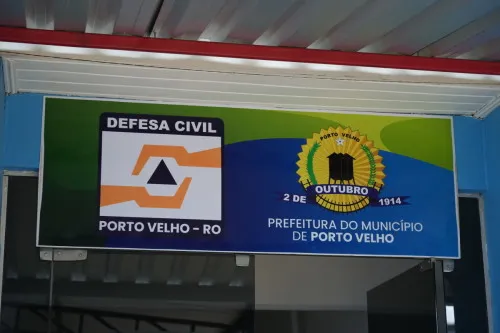 DEFESA CIVIL
PORTO VELHO - RO
PORTO VELHO
OUTUBRO
2 DE 1914
PREFEITURA DO MUNICÍPIO
DE PORTO VELHO